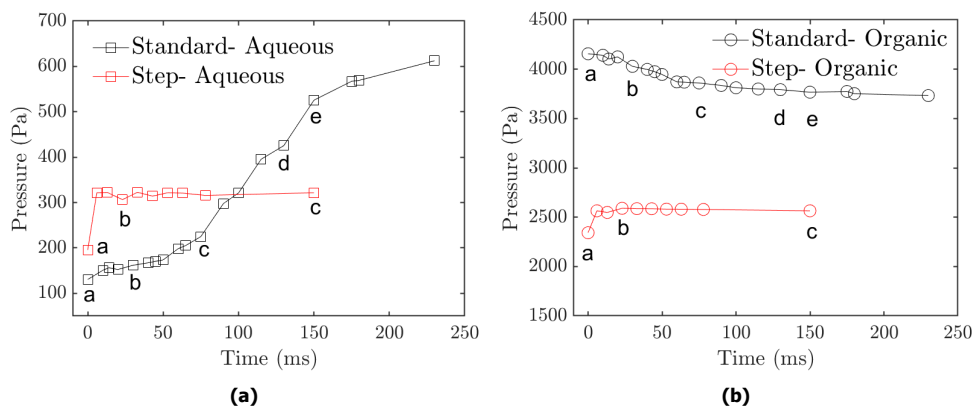 700
600
500
400
300
200
100
Pressure (Pa)
Standard- Aqueous
Step- Aqueous
a
b
c
d
e
a
b
c
0 50 100 150 200 250
Time (ms)
(a)
4500
4000
3500
3000
2500
2000
1500
Pressure (Pa)
Standard- Organic
Step- Organic
a
b
c
d
e
a
b
c
0 50 100 150 200 250
Time (ms)
(b)